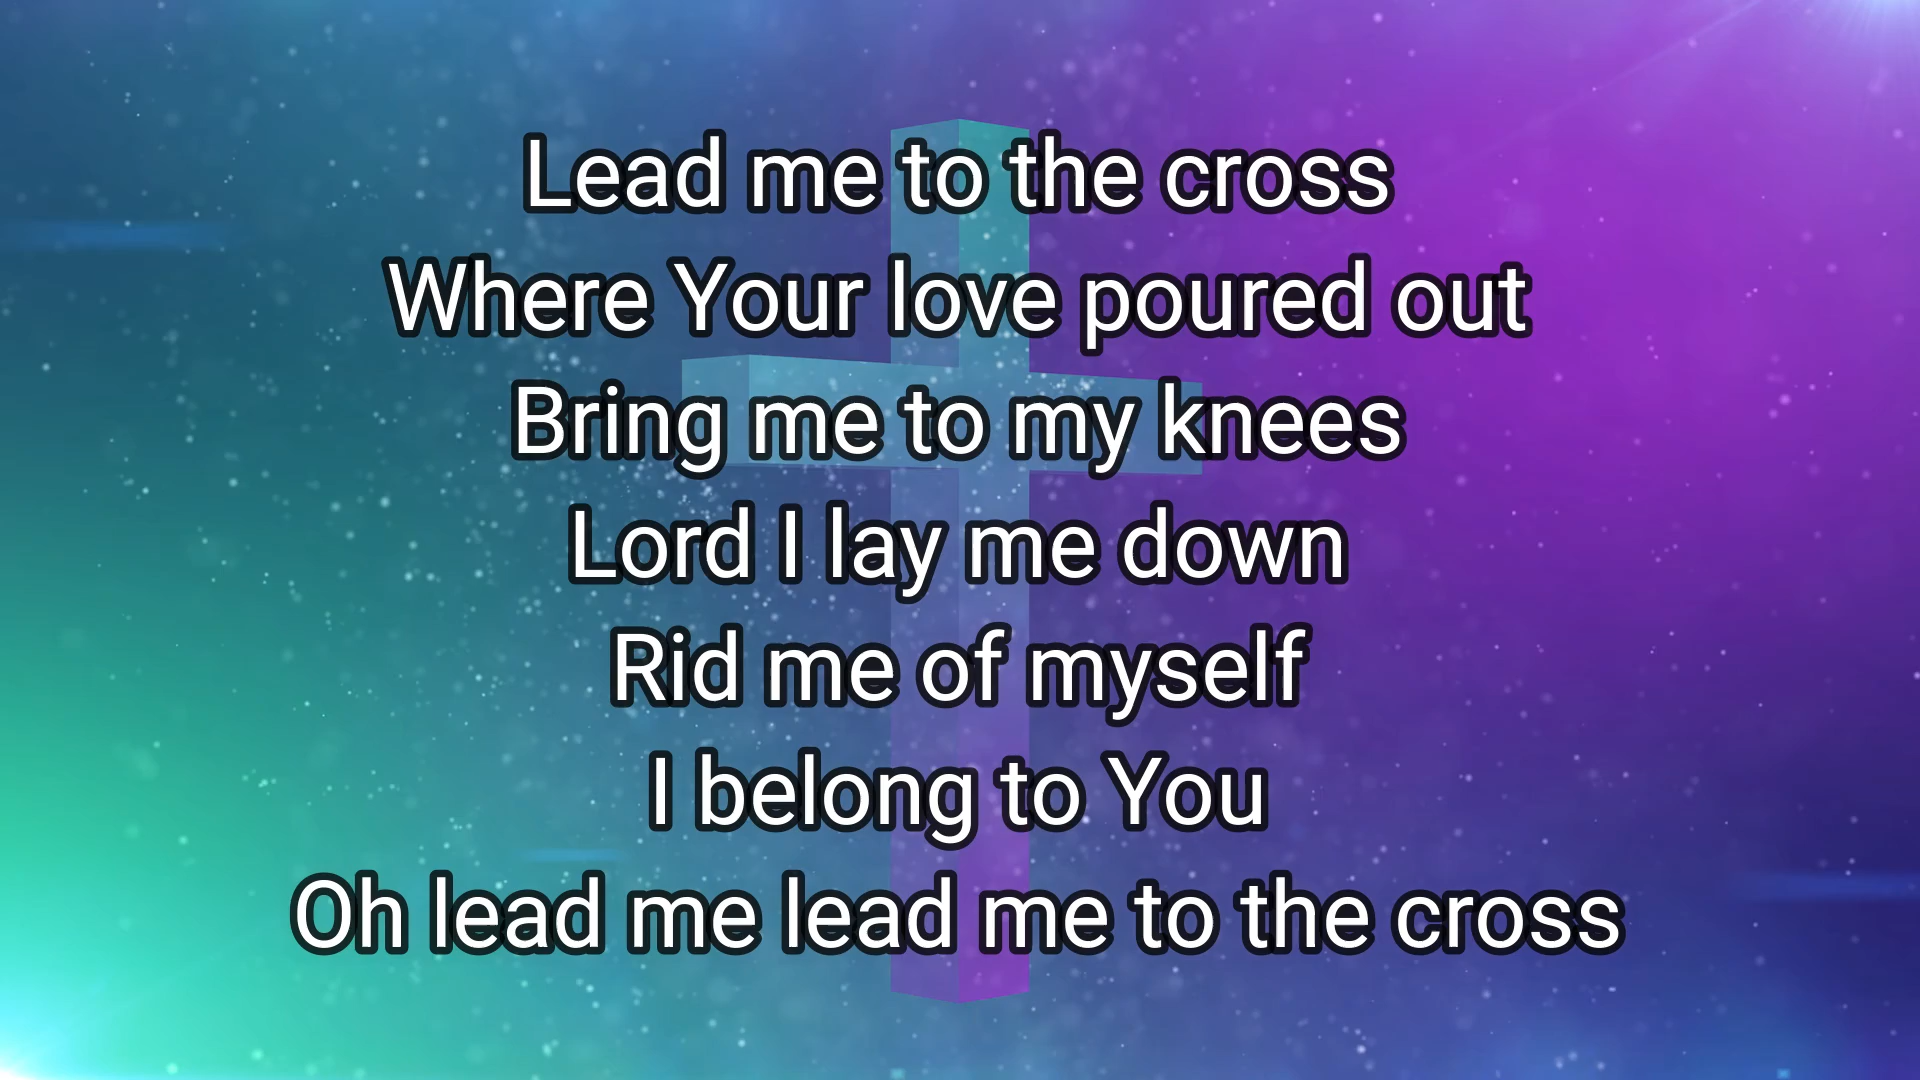 Lead me to the cross
Where Your love poured out
Bring me to my knees
Lord I lay me down
Rid me of myself
I belong to You
Oh lead me lead me to the cross